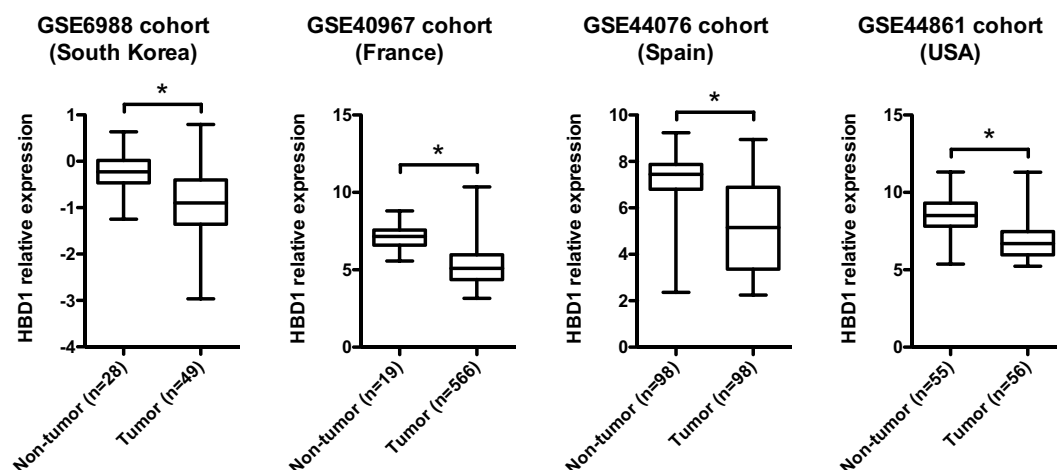 GSE6988 cohort
(South Korea)
*
HBD1 relative expression
1
0
-1
-2
-3
-4
Non-tumor (n=28)
Tumor (n=49)
GSE40967 cohort
(France)
*
HBD1 relative expression
15
10
5
0
Non-tumor (n=19)
Tumor (n=566)
GSE44076 cohort
(Spain)
*
HBD1 relative expression
10
8
6
4
2
0
Non-tumor (n=98)
Tumor (n=98)
GSE44861 cohort
(USA)
*
HBD1 relative expression
15
10
5
0
Non-tumor (n=55)
Tumor (n=56)